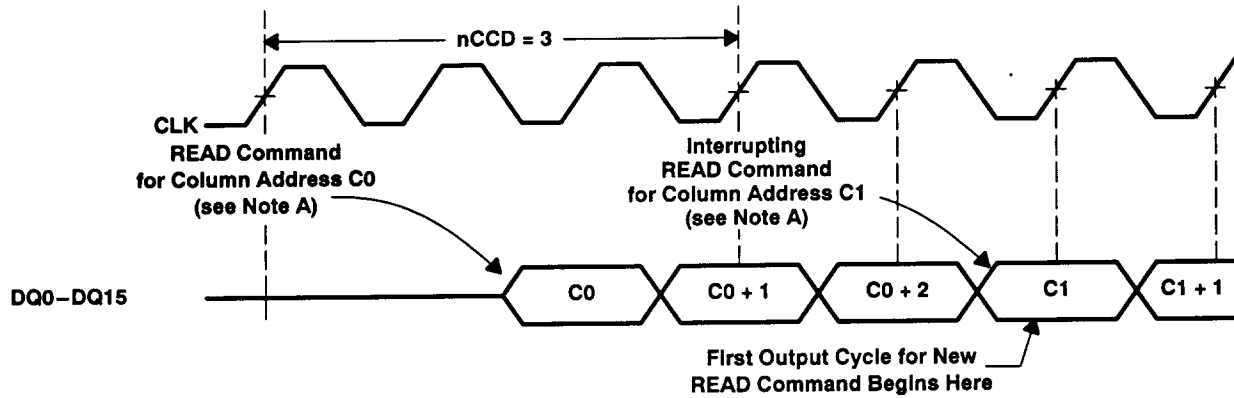 nCCD = 3
CLK
READ Command
for Column Address C0
(see Note A)
Interrupting
READ Command
for Column Address C1
(see Note A)
DQ0–DQ15
C0
C0 + 1
C0 + 2
C1
C1 + 1
First Output Cycle for New
READ Command Begins Here